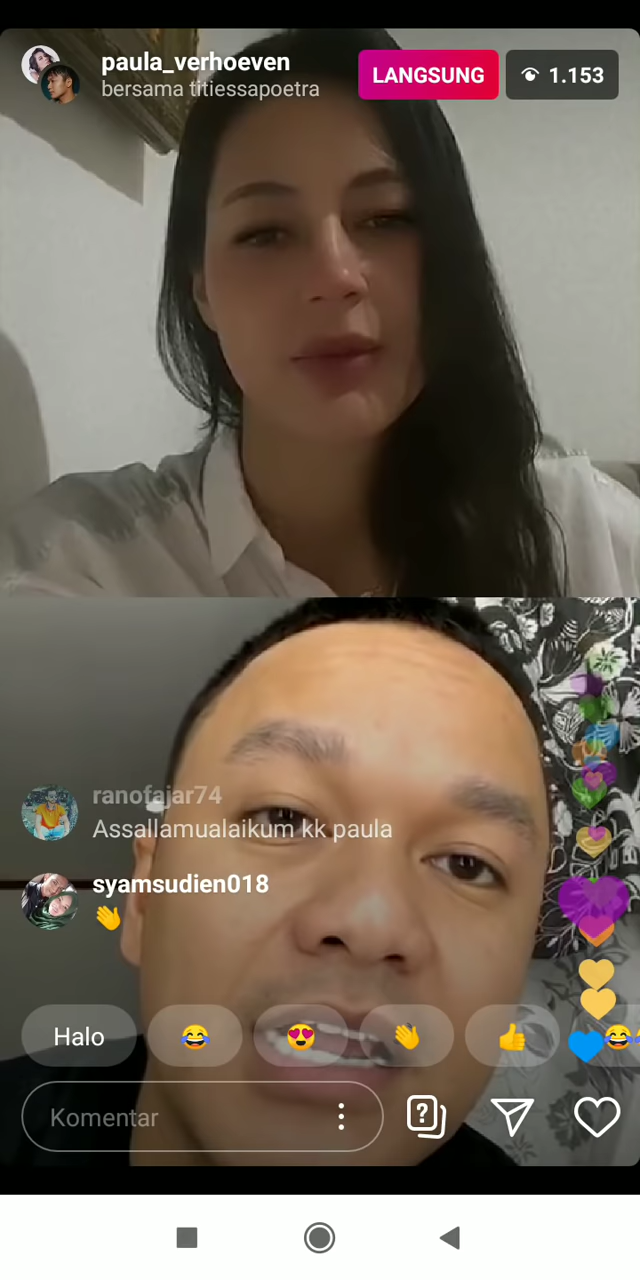 paula_verhoeven
bersama titiessapoetra
LANGSUNG
1.153
ranofajar74
Assallamualaikum kk paula
syamsudien018
👋
Halo
😂
😍
👋
👍
😂
Komentar